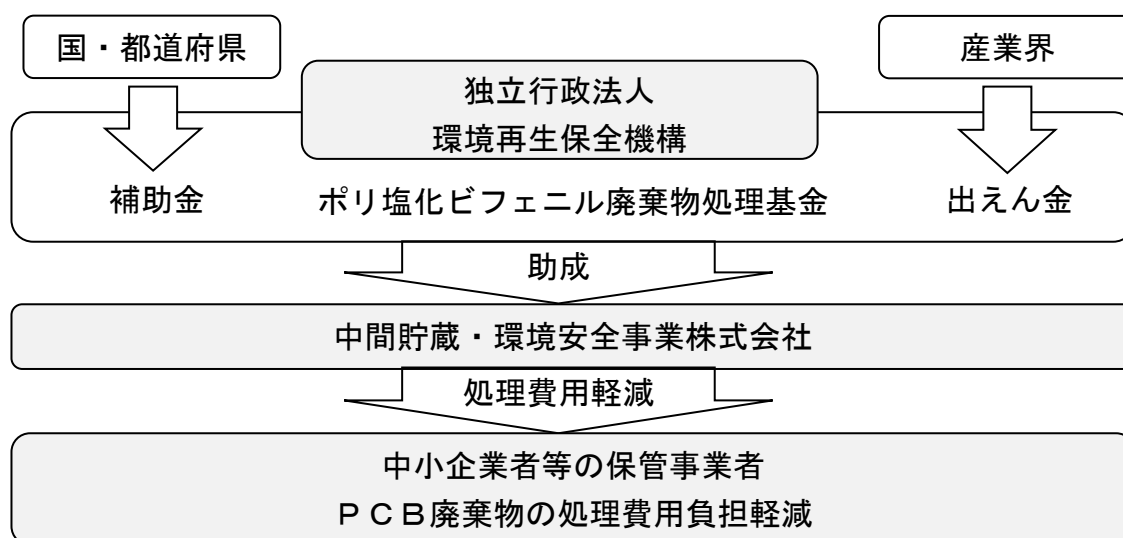 国・都道府県
産業界
独立行政法人
環境再生保全機構
補助金
ポリ塩化ビフェニル廃棄物処理基金
出えん金
助成
中間貯蔵・環境安全事業株式会社
処理費用軽減
中小企業者等の保管事業者
ＰＣＢ廃棄物の処理費用負担軽減